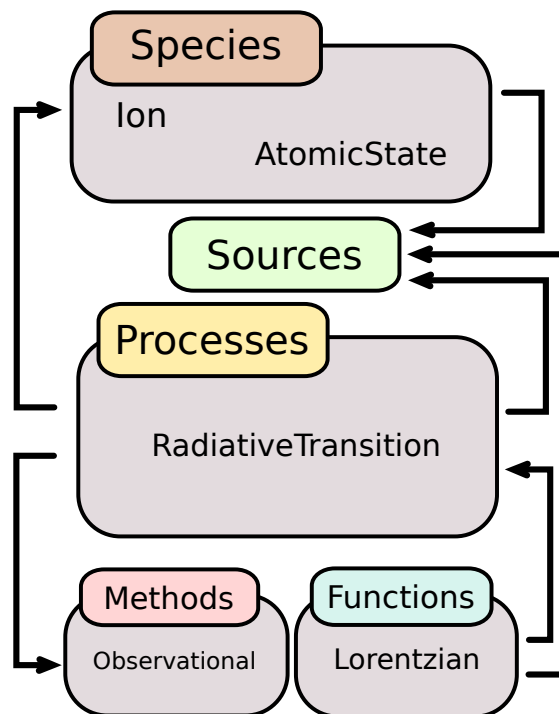 Species
Ion
AtomicState
Sources
Processes
RadiativeTransition
Methods
Functions
Observational
Lorentzian